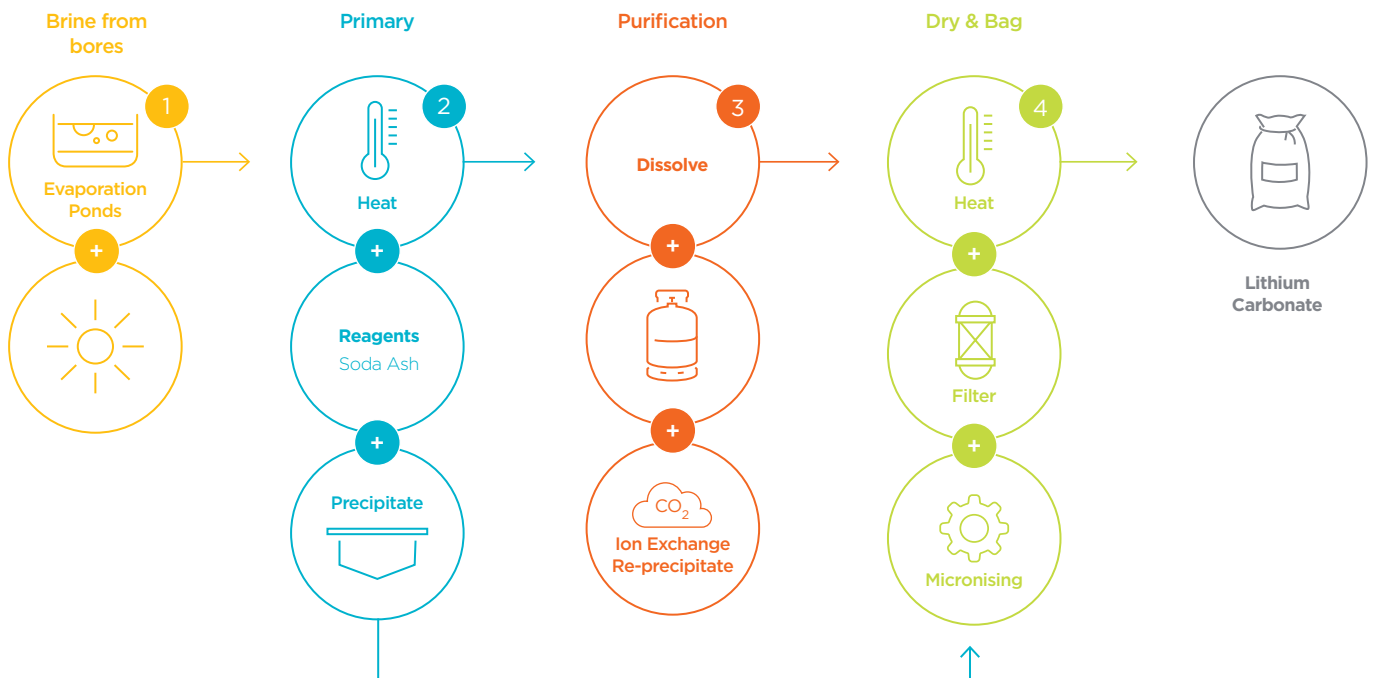 Brine from
bores
1
Evaporation
Ponds
+
Primary
2
Heat
+
Reagents
Soda Ash
+
Precipitate
Purification
3
Dissolve
+
+
CO2
Ion Exchange
Re-precipitate
Dry & Bag
4
Heat
+
Filter
+
Micronising
Lithium
Carbonate